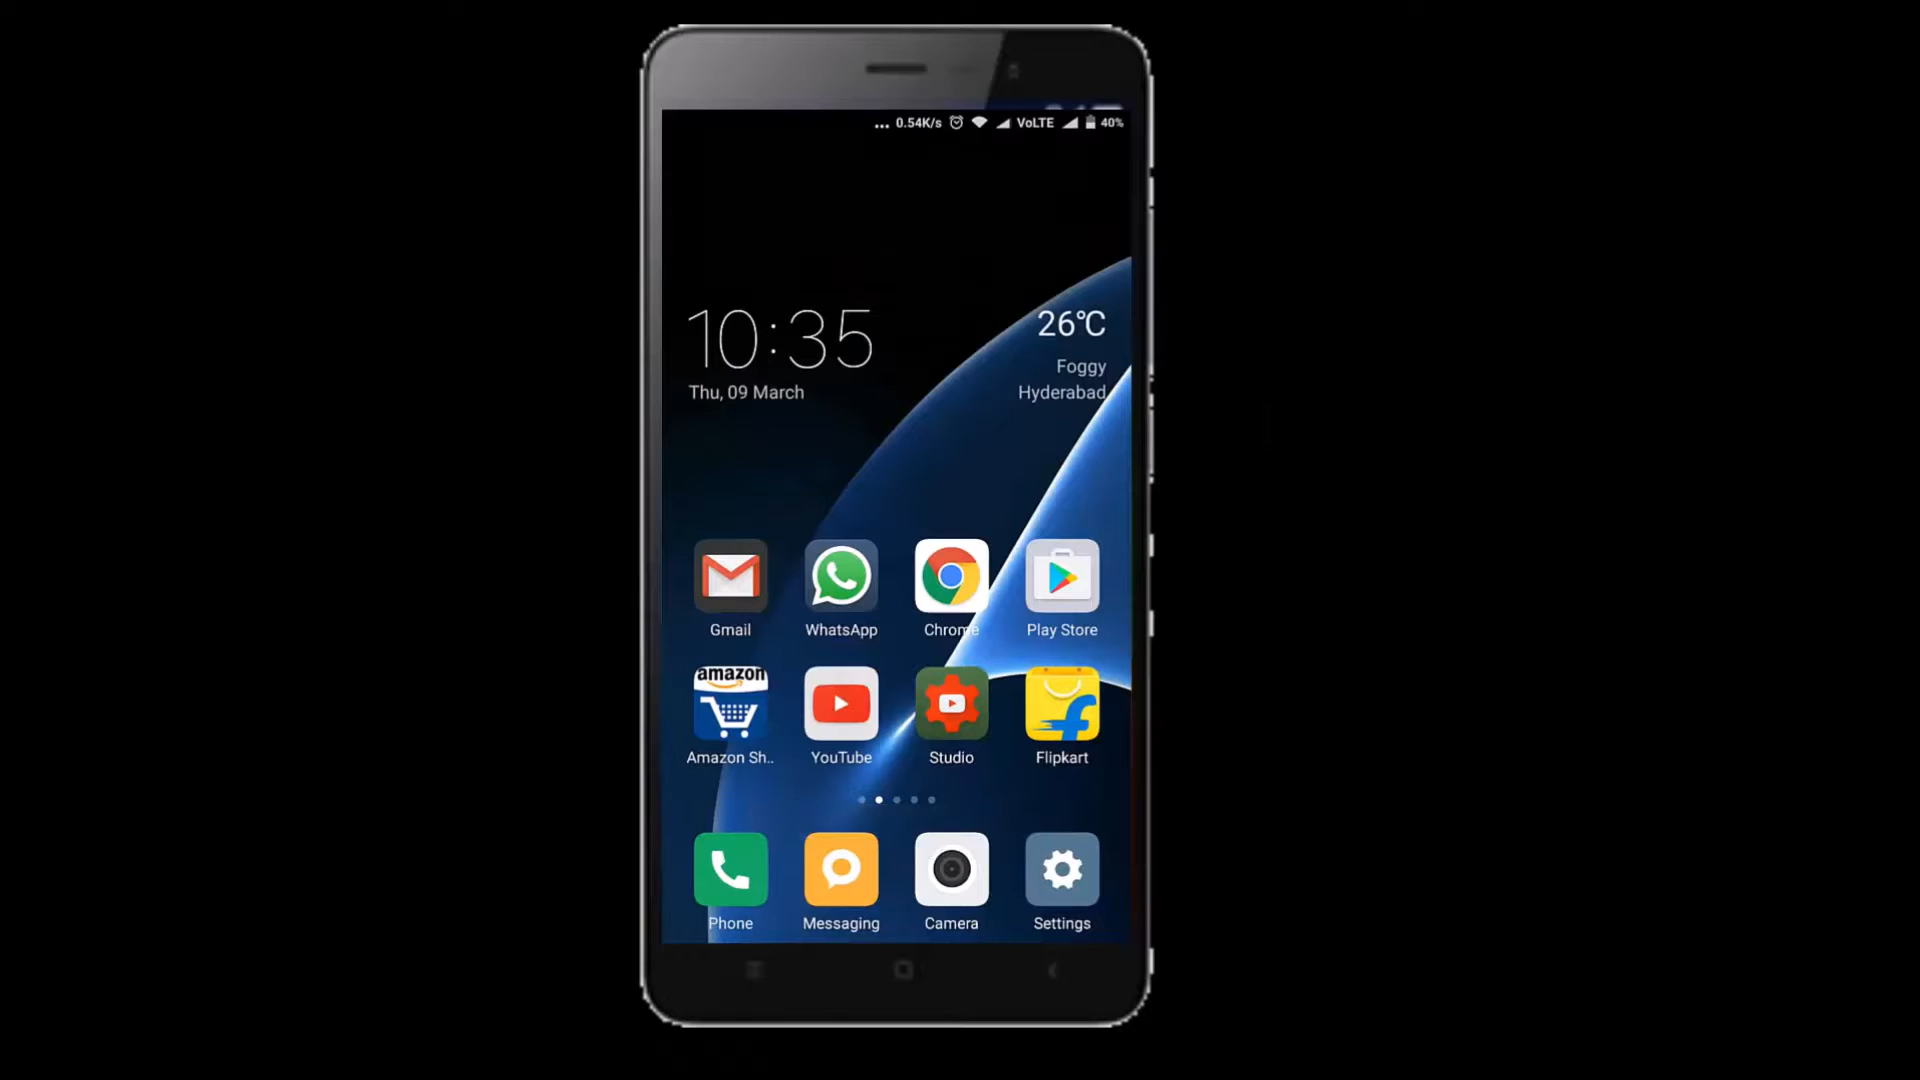 ... 0.54K/s VoLTE 40%
10:35
26℃
Thu, 09 March
Foggy
Hyderabad
Gmail WhatsApp Chrome Play Store
amazon
Amazon Sh.. YouTube Studio Flipkart
Phone Messaging Camera Settings